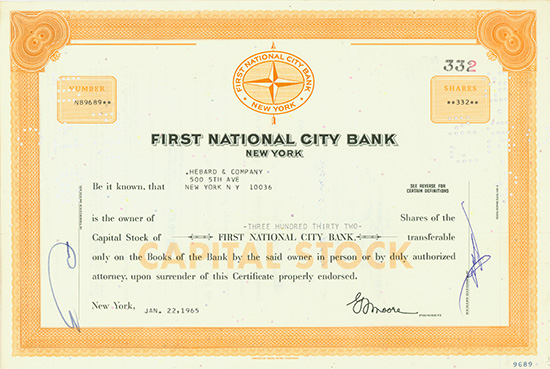 332
NUMBER
NB9689**
FIRST NATIONAL CITY BANK
NEW YORK
SHARES
**332**
FIRST NATIONAL CITY BANK
NEW YORK
.HEBARD & COMPANY -
500 5TH AVE
Be it known, that NEW YORK N Y 10036
SEE REVERSE FOR
CERTAIN DEFINITIONS
-THREE HUNDRED THIRTY TWO-
is the owner of Shares of the
Capital Stock of FIRST NATIONAL CITY BANK, transferable
CAPITAL STOCK
only on the Books of the Bank by the said owner in person or by duly authorized
attorney, upon surrender of this Certificate properly endorsed.
New York, JAN. 22,1965
PRESIDENT
9689